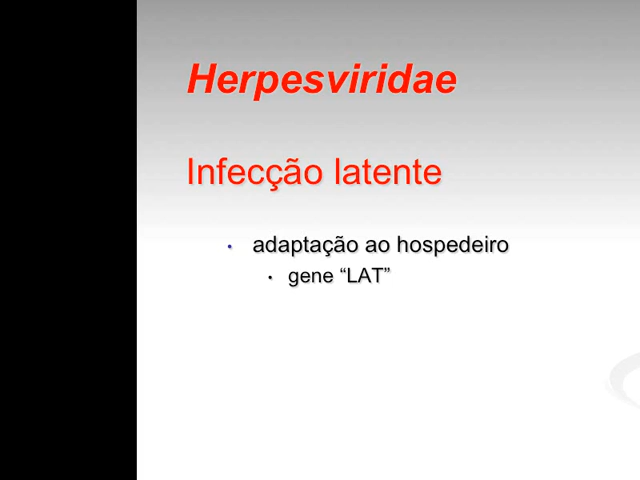 Herpesviridae
Infecção latente
• adaptação ao hospedeiro
• gene “LAT”